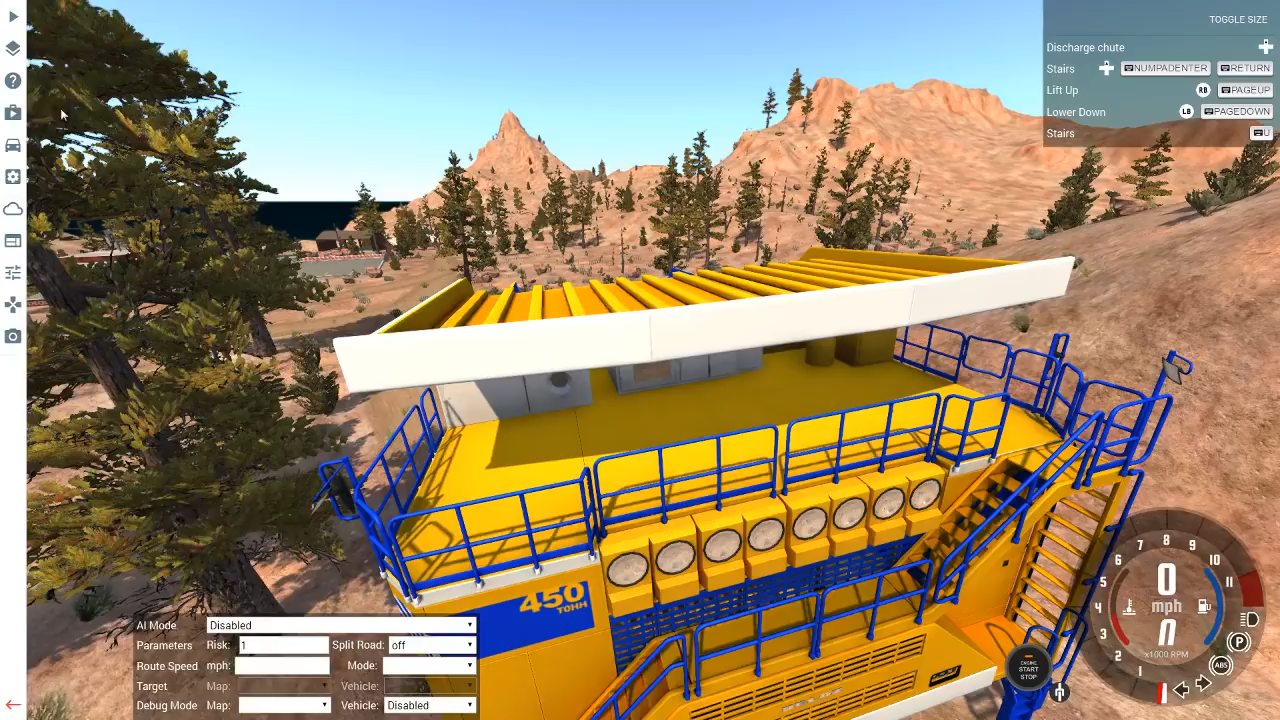 TOGGLE SIZE
Discharge chute
Stairs NUMPADENTER RETURN
Lift Up RB PAGEUP
Lower Down LB PAGEDOWN
Stairs U
450
ТОНН
AI Mode Disabled
Parameters Risk: 1 Split Road: off
Route Speed mph: Mode:
Target Map: Vehicle:
Debug Mode Map: Vehicle: Disabled
1 2 3 4 5 6 7 8 9 10 11
0
mph
n
x1000 RPM
ENGINE
START
STOP
P
ABS